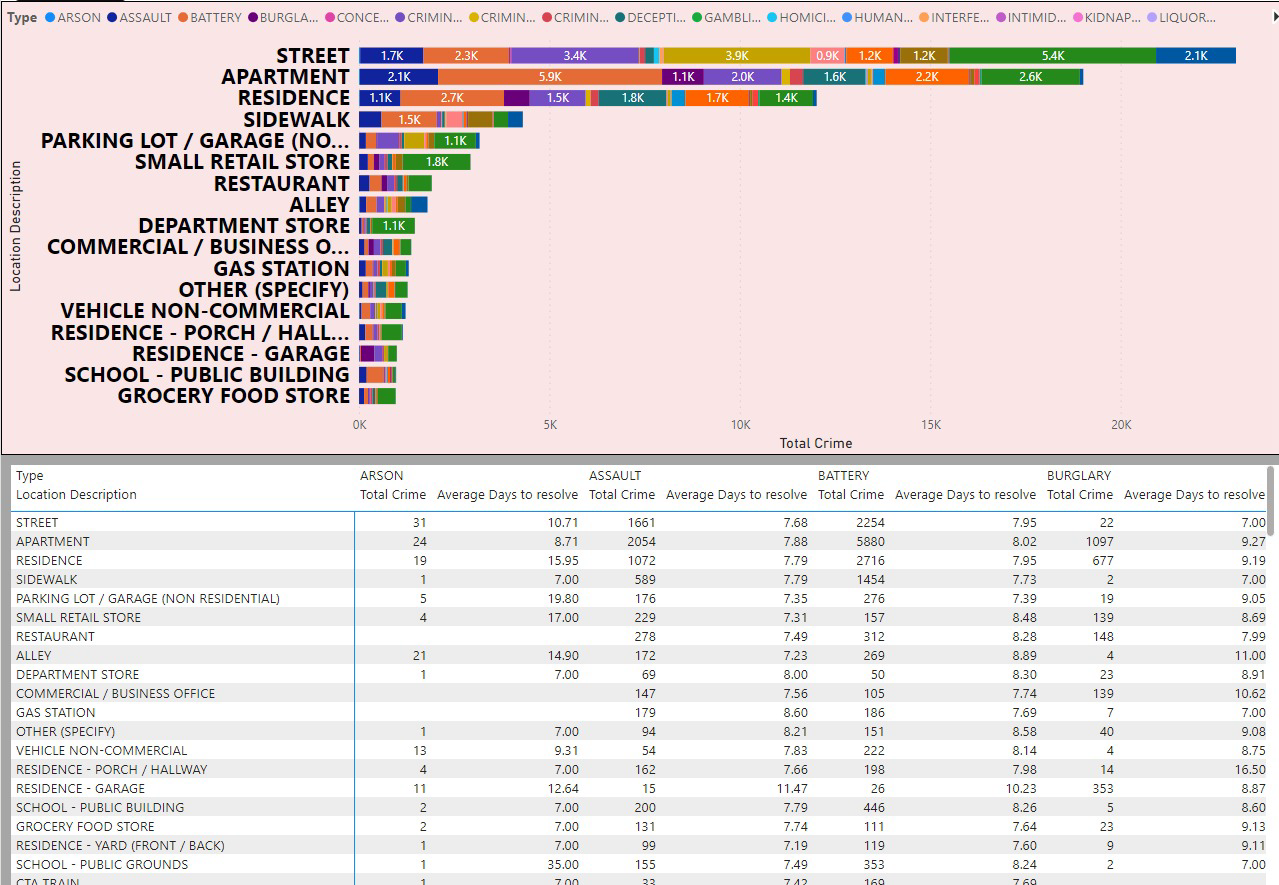 Type ARSON ASSAULT BATTERY BURGLA... CONCE... CRIMIN... CRIMIN... CRIMIN... DECEPTI... GAMBLI... HOMICI... HUMAN... INTERFE... INTIMID... KIDNAP... LIQUOR...
STREET 1.7K 2.3K 3.4K 3.9K 0.9K 1.2K 1.2K 5.4K 2.1K
APARTMENT 2.1K 5.9K 1.1K 2.0K 1.6K 2.2K 2.6K
RESIDENCE 1.1K 2.7K 1.5K 1.8K 1.7K 1.4K
SIDEWALK 1.5K
PARKING LOT / GARAGE (NO... 1.1K
SMALL RETAIL STORE 1.8K
RESTAURANT
ALLEY
DEPARTMENT STORE 1.1K
COMMERCIAL / BUSINESS O...
GAS STATION
OTHER (SPECIFY)
VEHICLE NON-COMMERCIAL
RESIDENCE - PORCH / HALL...
RESIDENCE - GARAGE
SCHOOL - PUBLIC BUILDING
GROCERY FOOD STORE
Location Description
0K 5K 10K 15K 20K
Total Crime
Type ARSON ASSAULT BATTERY BURGLARY
Location Description Total Crime Average Days to resolve Total Crime Average Days to resolve Total Crime Average Days to resolve Total Crime Average Days to resolve
STREET 31 10.71 1661 7.68 2254 7.95 22 7.00
APARTMENT 24 8.71 2054 7.88 5880 8.02 1097 9.27
RESIDENCE 19 15.95 1072 7.79 2716 7.95 677 9.19
SIDEWALK 1 7.00 589 7.79 1454 7.73 2 7.00
PARKING LOT / GARAGE (NON RESIDENTIAL) 5 19.80 176 7.35 276 7.39 19 9.05
SMALL RETAIL STORE 4 17.00 229 7.31 157 8.48 139 8.69
RESTAURANT 278 7.49 312 8.28 148 7.99
ALLEY 21 14.90 172 7.23 269 8.89 4 11.00
DEPARTMENT STORE 1 7.00 69 8.00 50 8.30 23 8.91
COMMERCIAL / BUSINESS OFFICE 147 7.56 105 7.74 139 10.62
GAS STATION 179 8.60 186 7.69 7 7.00
OTHER (SPECIFY) 1 7.00 94 8.21 151 8.58 40 9.08
VEHICLE NON-COMMERCIAL 13 9.31 54 7.83 222 8.14 4 8.75
RESIDENCE - PORCH / HALLWAY 4 7.00 162 7.66 198 7.98 14 16.50
RESIDENCE - GARAGE 11 12.64 15 11.47 26 10.23 353 8.87
SCHOOL - PUBLIC BUILDING 2 7.00 200 7.79 446 8.26 5 8.60
GROCERY FOOD STORE 2 7.00 131 7.74 111 7.64 23 9.13
RESIDENCE - YARD (FRONT / BACK) 1 7.00 99 7.19 119 7.60 9 9.11
SCHOOL - PUBLIC GROUNDS 1 35.00 155 7.49 353 8.24 2 7.00
CTA TRAIN 1 7.00 33 7.42 169 7.69